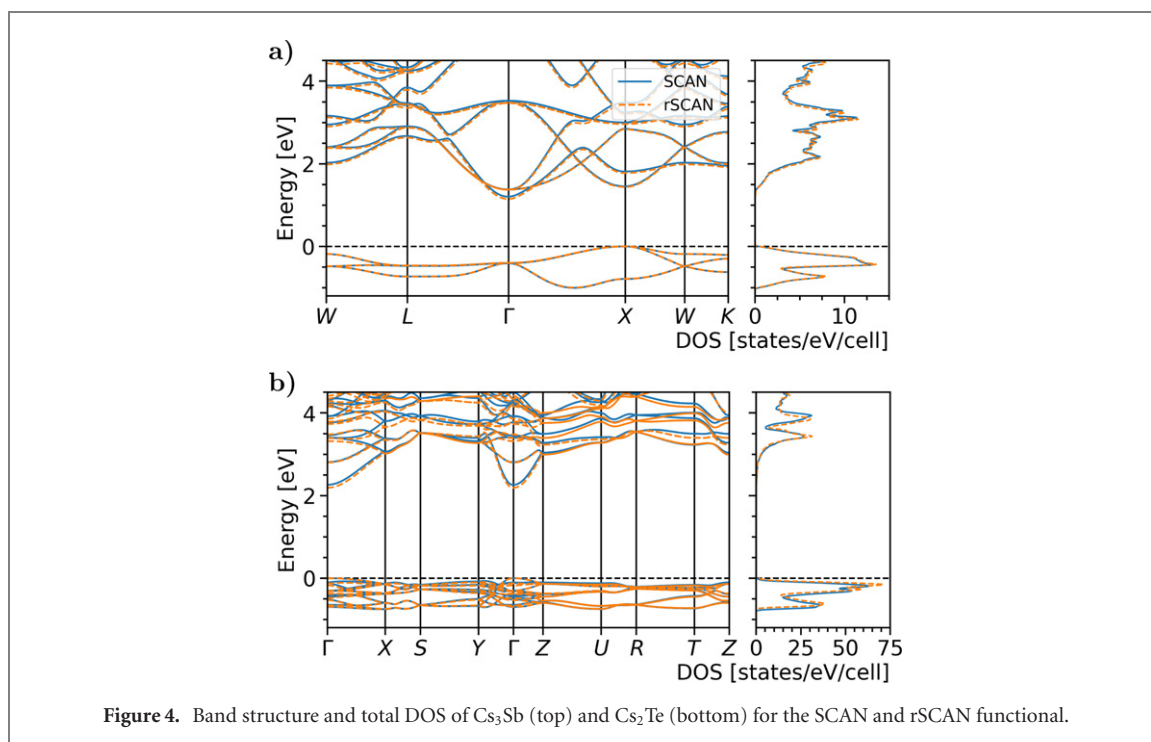 a)
SCAN
rSCAN
Energy [eV]
4
2
0
W L Γ X W K
0 10
DOS [states/eV/cell]
b)
Energy [eV]
4
2
0
Γ X S Y Γ Z U R T Z
0 25 50 75
DOS [states/eV/cell]
Figure 4. Band structure and total DOS of Cs₃Sb (top) and Cs₂Te (bottom) for the SCAN and rSCAN functional.